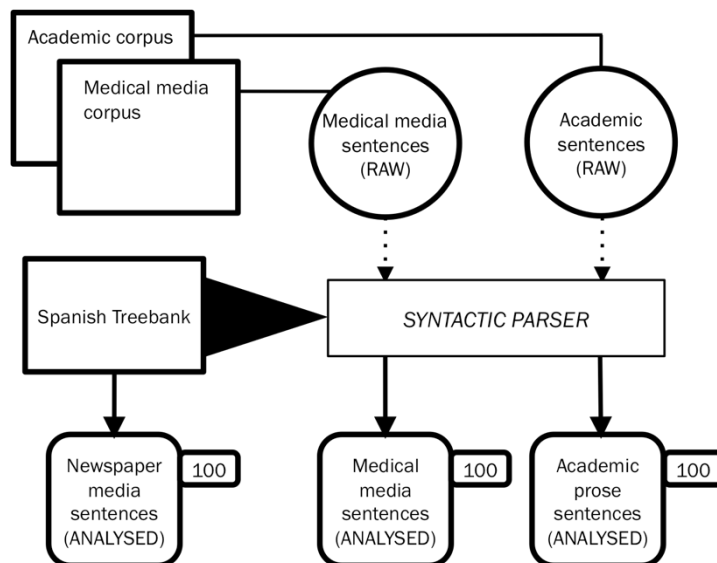 Academic corpus
Medical media
corpus
Medical media
sentences
(RAW)
Academic
sentences
(RAW)
Spanish Treebank
SYNTACTIC PARSER
Newspaper
media
sentences
(ANALYSED)
100
Medical
media
sentences
(ANALYSED)
100
Academic
prose
sentences
(ANALYSED)
100